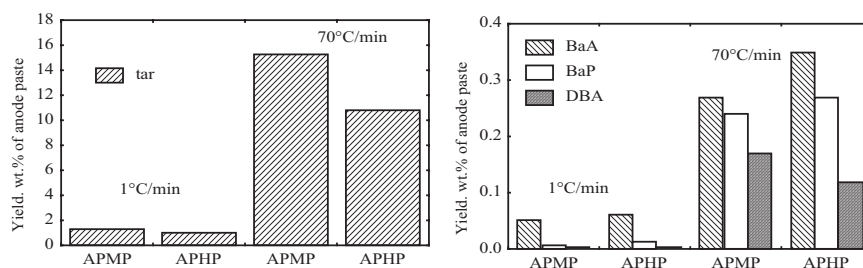 Yield. wt.% of anode paste
18
16
14
12
10
8
6
4
2
0
tar
70°C/min
1°C/min
APMP APHP APMP APHP
Yield. wt.% of anode paste
0.4
0.3
0.2
0.1
0.0
BaA
BaP
DBA
70°C/min
1°C/min
APMP APHP APMP APHP